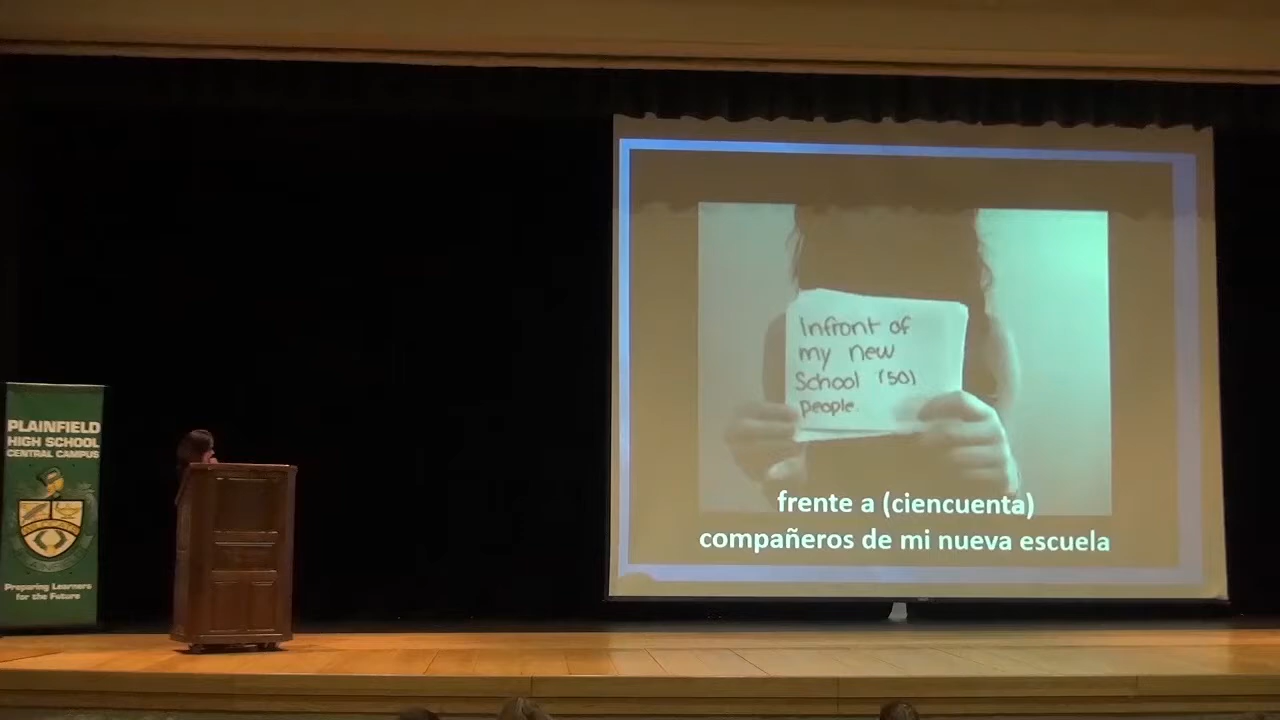 PLAINFIELD
HIGH SCHOOL
CENTRAL CAMPUS
Preparing Learners
for the Future
Infront of
my new
School (50)
people.
frente a (ciencuenta)
compañeros de mi nueva escuela